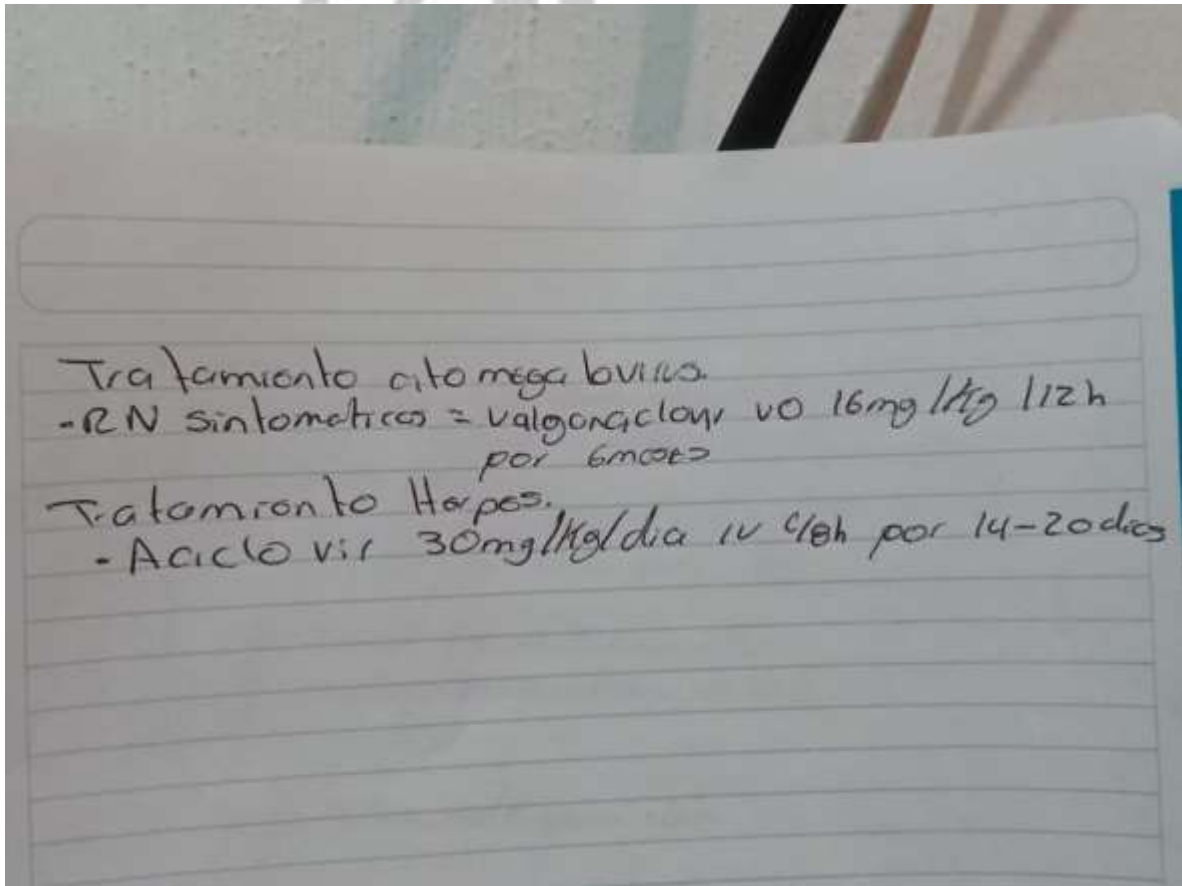 Tratamiento citomegalovirus.
- RN sintomaticos = valganciclovir VO 16mg/kg/12h
por 6meses
Tratamiento Herpes.
- Aciclovir 30mg/kg/dia IV c/8h por 14-20dias